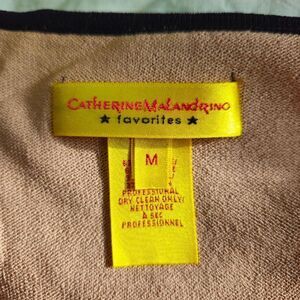 CATHERINE MALANDRINO
★ favorites ★
M
PROFESSIONAL
DRY CLEAN ONLY/
NETTOYAGE
À SEC
PROFESSIONNEL